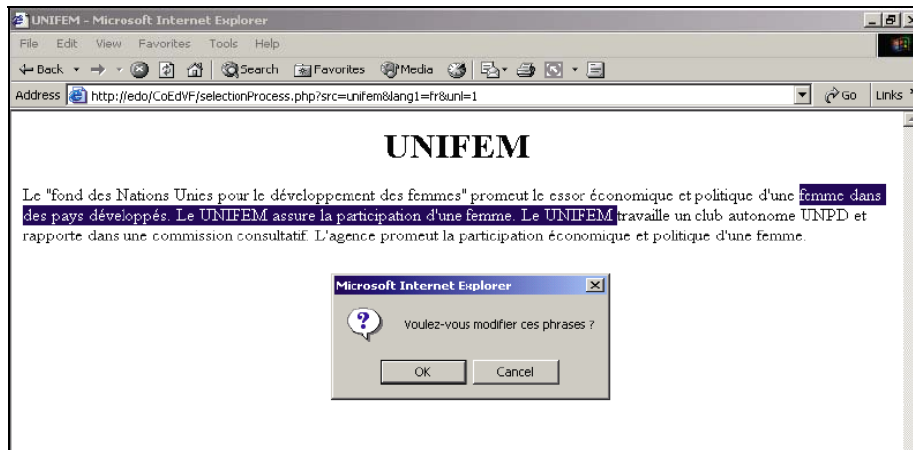 UNIFEM - Microsoft Internet Explorer
File Edit View Favorites Tools Help
Back Search Favorites Media
Address http://edo/CoEdVF/selectionProcess.php?src=unifem&lang1=fr&unl=1 Go Links
UNIFEM
Le "fond des Nations Unies pour le développement des femmes" promeut le essor économique et politique d'une femme dans
des pays développés. Le UNIFEM assure la participation d'une femme. Le UNIFEM travaille un club autonome UNPD et
rapporte dans une commission consultatif. L'agence promeut la participation économique et politique d'une femme.
Microsoft Internet Explorer
Voulez-vous modifier ces phrases ?
OK Cancel